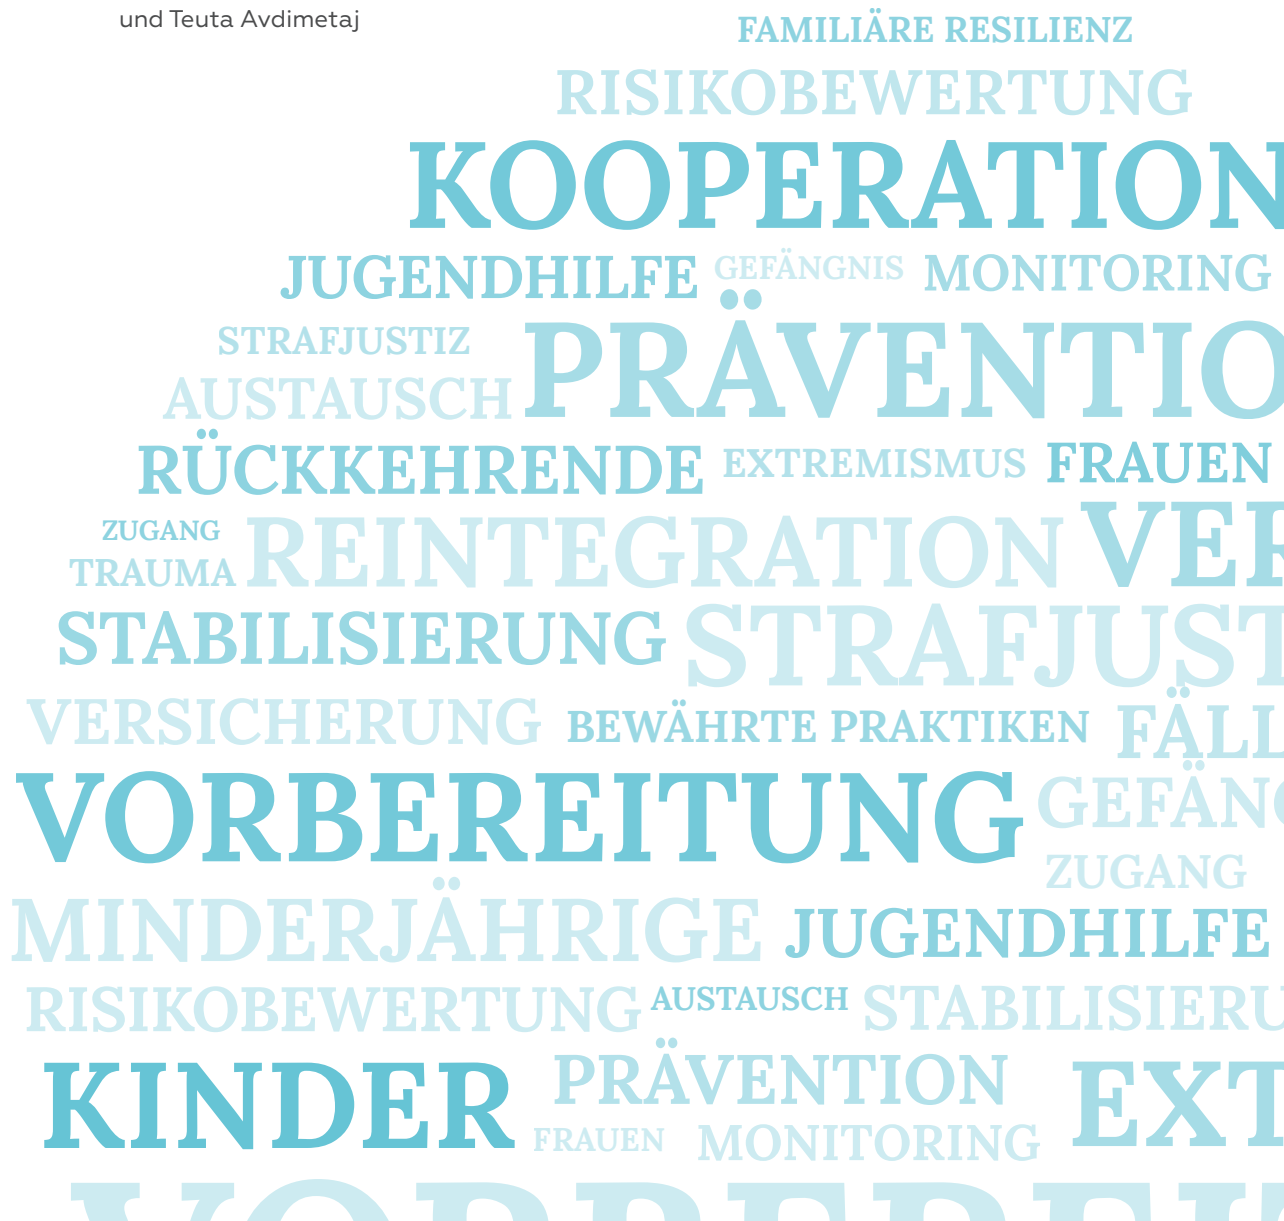 und Teuta Avdimetaj
FAMILIÄRE RESILIENZ
RISIKOBEWERTUNG
KOOPERATION
JUGENDHILFE GEFÄNGNIS MONITORING
STRAFJUSTIZ
PRÄVENTIO
AUSTAUSCH
RÜCKKEHRENDE EXTREMISMUS FRAUEN
ZUGANG
REINTEGRATION VER
TRAUMA
STABILISIERUNG STRAFJUST
VERSICHERUNG BEWÄHRTE PRAKTIKEN FÄLL
VORBEREITUNG GEFÄNG
ZUGANG
MINDERJÄHRIGE JUGENDHILFE
RISIKOBEWERTUNG AUSTAUSCH STABILISIERU
KINDER PRÄVENTION EXT
FRAUEN MONITORING
VORBEREIT